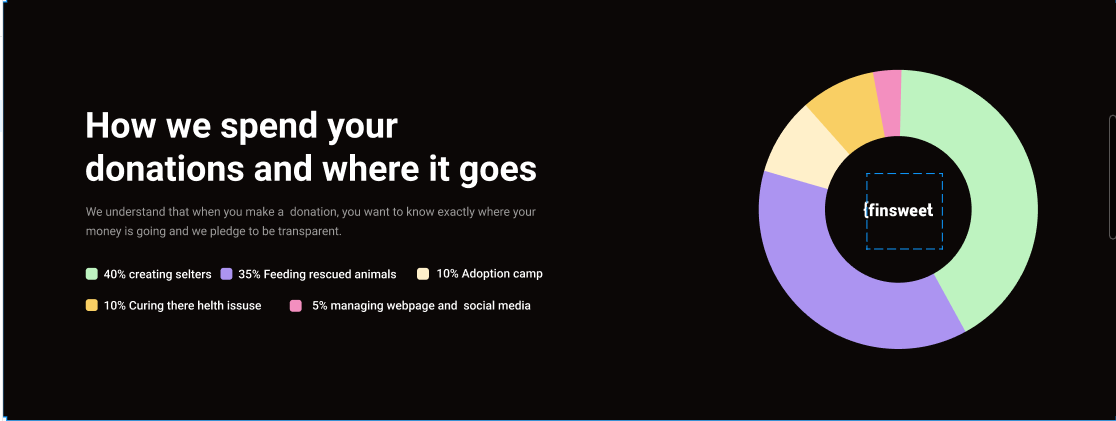 How we spend your
donations and where it goes
We understand that when you make a  donation, you want to know exactly where your
money is going and we pledge to be transparent.
40% creating selters
35% Feeding rescued animals
10% Adoption camp
10% Curing there helth issuse
5% managing webpage and  social media
{finsweet